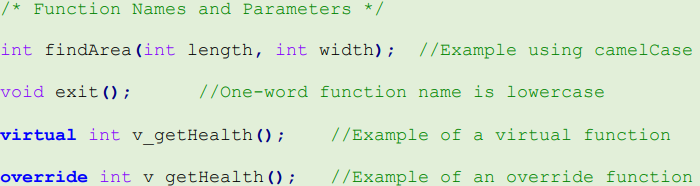 /* Function Names and Parameters */
int findArea(int length, int width);  //Example using camelCase
void exit();      //One-word function name is lowercase
virtual int v_getHealth();    //Example of a virtual function
override int v_getHealth();   //Example of an override function